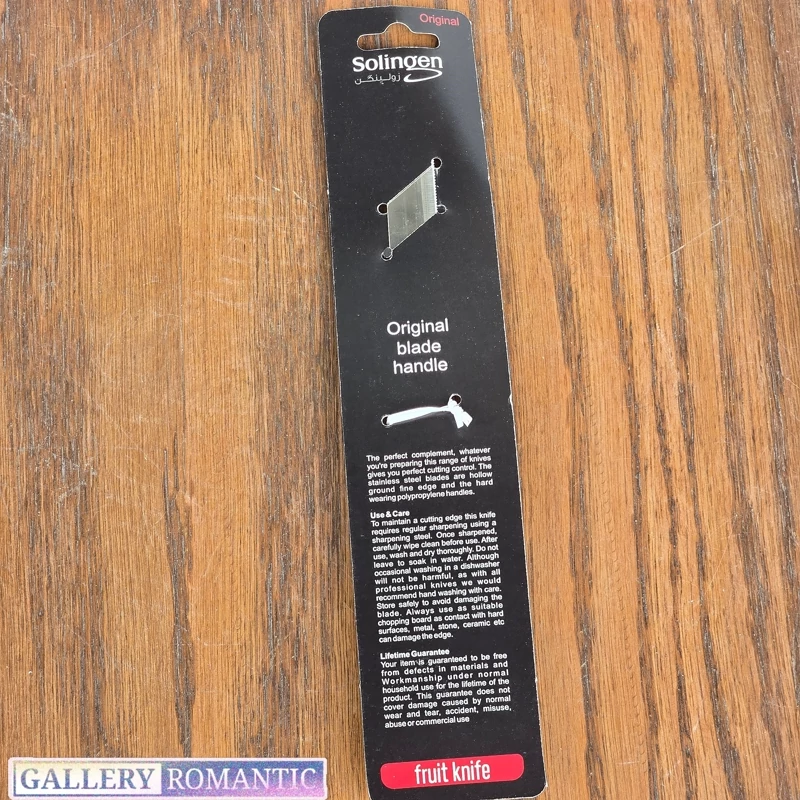 Original
Solingen
زولینگن
Original
blade
handle
The perfect complement, whatever
you're preparing this range of knives
gives you perfect cutting control. The
stainless steel blades are hollow
ground fine edge and the hard
wearing polypropylene handles.
Use & Care
To maintain a cutting edge this knife
requires regular sharpening using a
sharpening steel. Once sharpened,
carefully wipe clean before use. After
use, wash and dry thoroughly. Do not
leave to soak in water. Although
occasional washing in a dishwasher
will not be harmful, as with all
professional knives we would
recommend hand washing with care.
Store safely to avoid damaging the
blade. Always use as suitable
chopping board as contact with hard
surfaces, metal, stone, ceramic etc
can damage the edge.
Lifetime Guarantee
Your item is guaranteed to be free
from defects in materials and
Workmanship under normal
household use for the lifetime of the
product. This guarantee does not
cover damage caused by normal
wear and tear, accident, misuse,
abuse or commercial use
fruit knife
GALLERY ROMANTIC